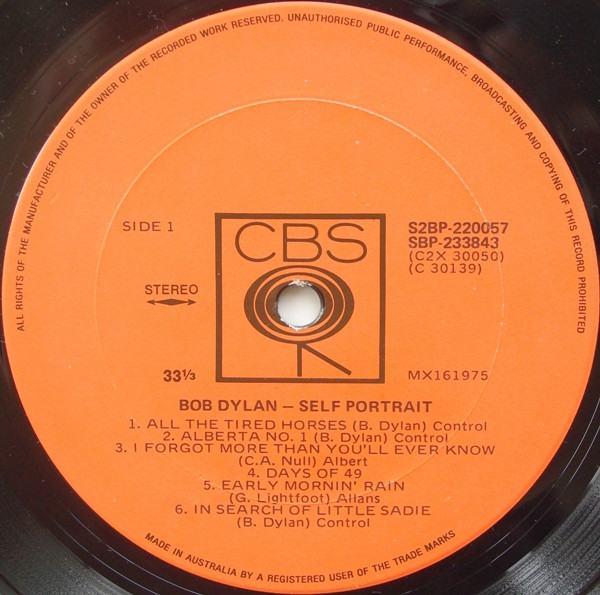 ALL RIGHTS OF THE MANUFACTURER AND OF THE OWNER OF THE RECORDED WORK RESERVED. UNAUTHORISED PUBLIC PERFORMANCE, BROADCASTING AND COPYING OF THIS RECORD PROHIBITED
SIDE 1
CBS
S2BP-220057
SBP-233843
(C2X 30050)
(C 30139)
STEREO
33⅓
MX161975
BOB DYLAN – SELF PORTRAIT
1. ALL THE TIRED HORSES (B. Dylan) Control
2. ALBERTA NO. 1 (B. Dylan) Control
3. I FORGOT MORE THAN YOU'LL EVER KNOW
(C.A. Null) Albert
4. DAYS OF 49
5. EARLY MORNIN' RAIN
(G. Lightfoot) Allans
6. IN SEARCH OF LITTLE SADIE
(B. Dylan) Control
MADE IN AUSTRALIA BY A REGISTERED USER OF THE TRADE MARKS